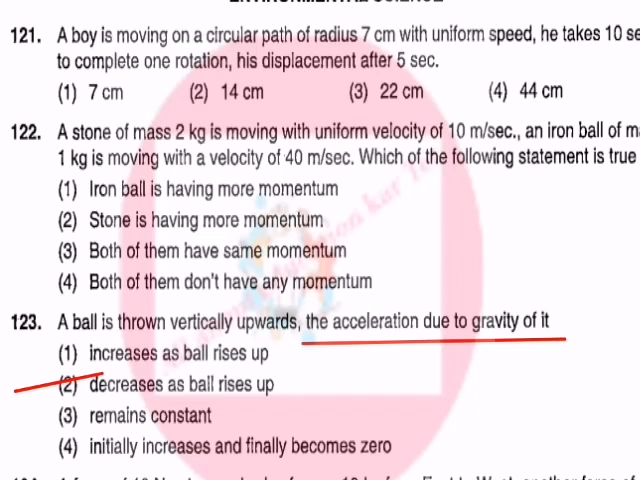 121. A boy is moving on a circular path of radius 7 cm with uniform speed, he takes 10 se
to complete one rotation, his displacement after 5 sec.
(1) 7 cm (2) 14 cm (3) 22 cm (4) 44 cm
122. A stone of mass 2 kg is moving with uniform velocity of 10 m/sec., an iron ball of m
1 kg is moving with a velocity of 40 m/sec. Which of the following statement is true
(1) Iron ball is having more momentum
(2) Stone is having more momentum
(3) Both of them have same momentum
(4) Both of them don't have any momentum
123. A ball is thrown vertically upwards, the acceleration due to gravity of it
(1) increases as ball rises up
(2) decreases as ball rises up
(3) remains constant
(4) initially increases and finally becomes zero